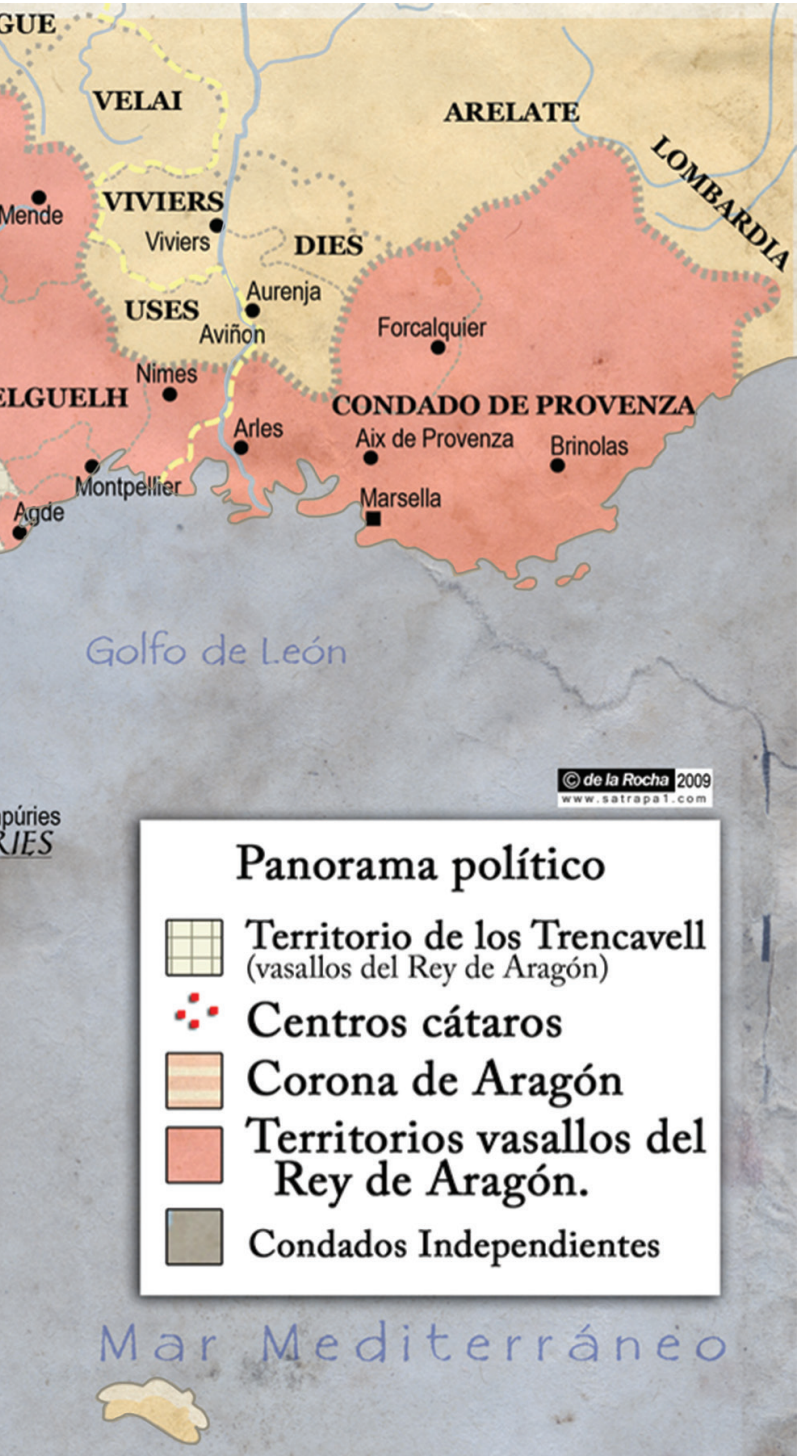 GUE
VELAI
ARELATE
LOMBARDIA
Mende
VIVIERS
Viviers
DIES
USES
Aurenja
Aviñon
Forcalquier
Nimes
ELGUELH
CONDADO DE PROVENZA
Arles
Aix de Provenza
Brinolas
Montpellier
Marsella
Agde
Golfo de León
© de la Rocha 2009
www.satrapa1.com
púries
RIES
Panorama político
Territorio de los Trencavell
(vasallos del Rey de Aragón)
Centros cátaros
Corona de Aragón
Territorios vasallos del
Rey de Aragón.
Condados Independientes
Mar Mediterráneo